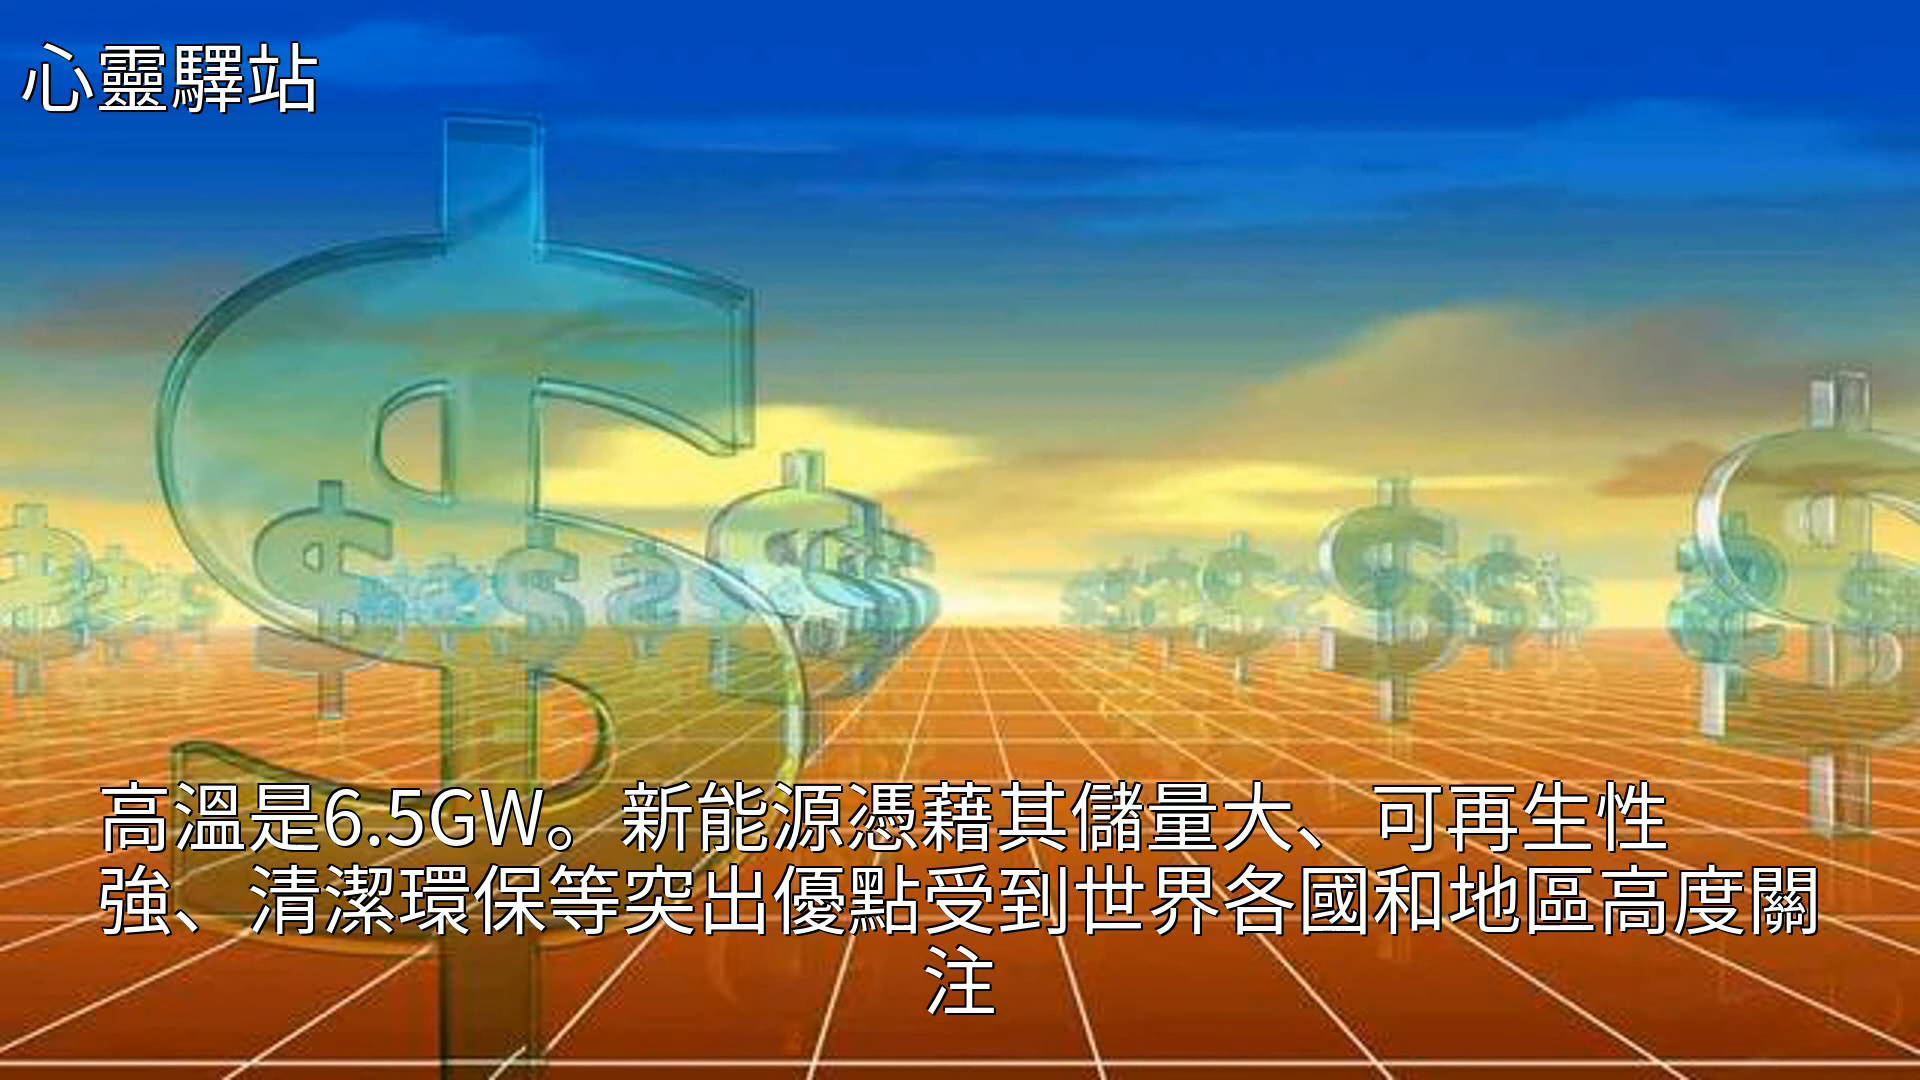 心靈驛站
高溫是6.5GW。新能源憑藉其儲量大、可再生性
強、清潔環保等突出優點受到世界各國和地區高度關
注